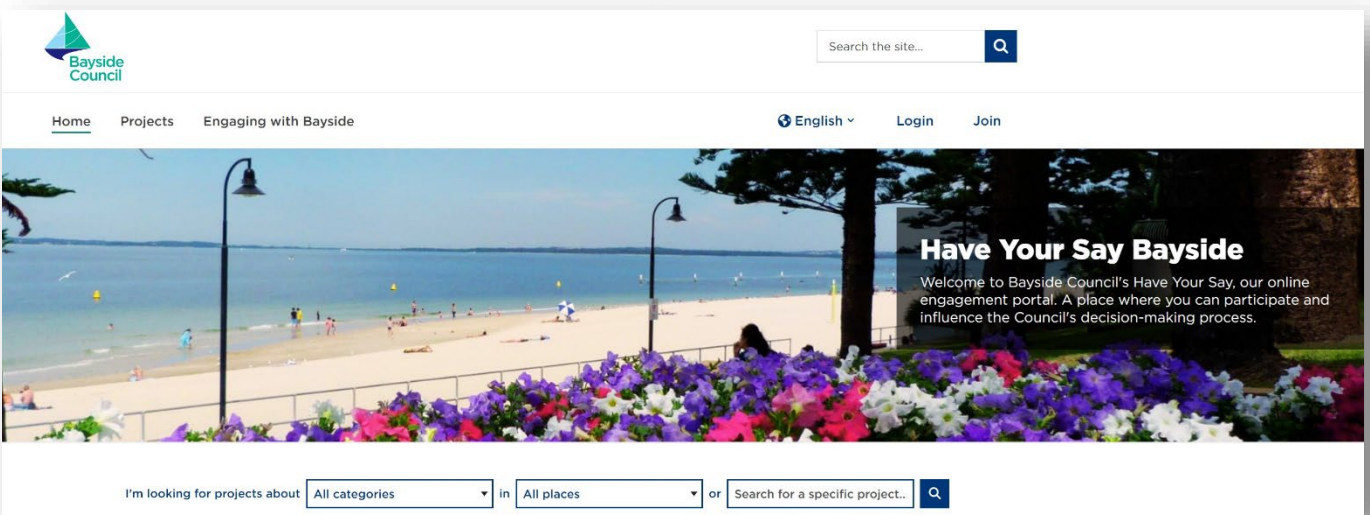 Bayside
Council
Search the site...
Home Projects Engaging with Bayside English Login Join
Have Your Say Bayside
Welcome to Bayside Council's Have Your Say, our online
engagement portal. A place where you can participate and
influence the Council's decision-making process.
I'm looking for projects about All categories in All places or Search for a specific project..